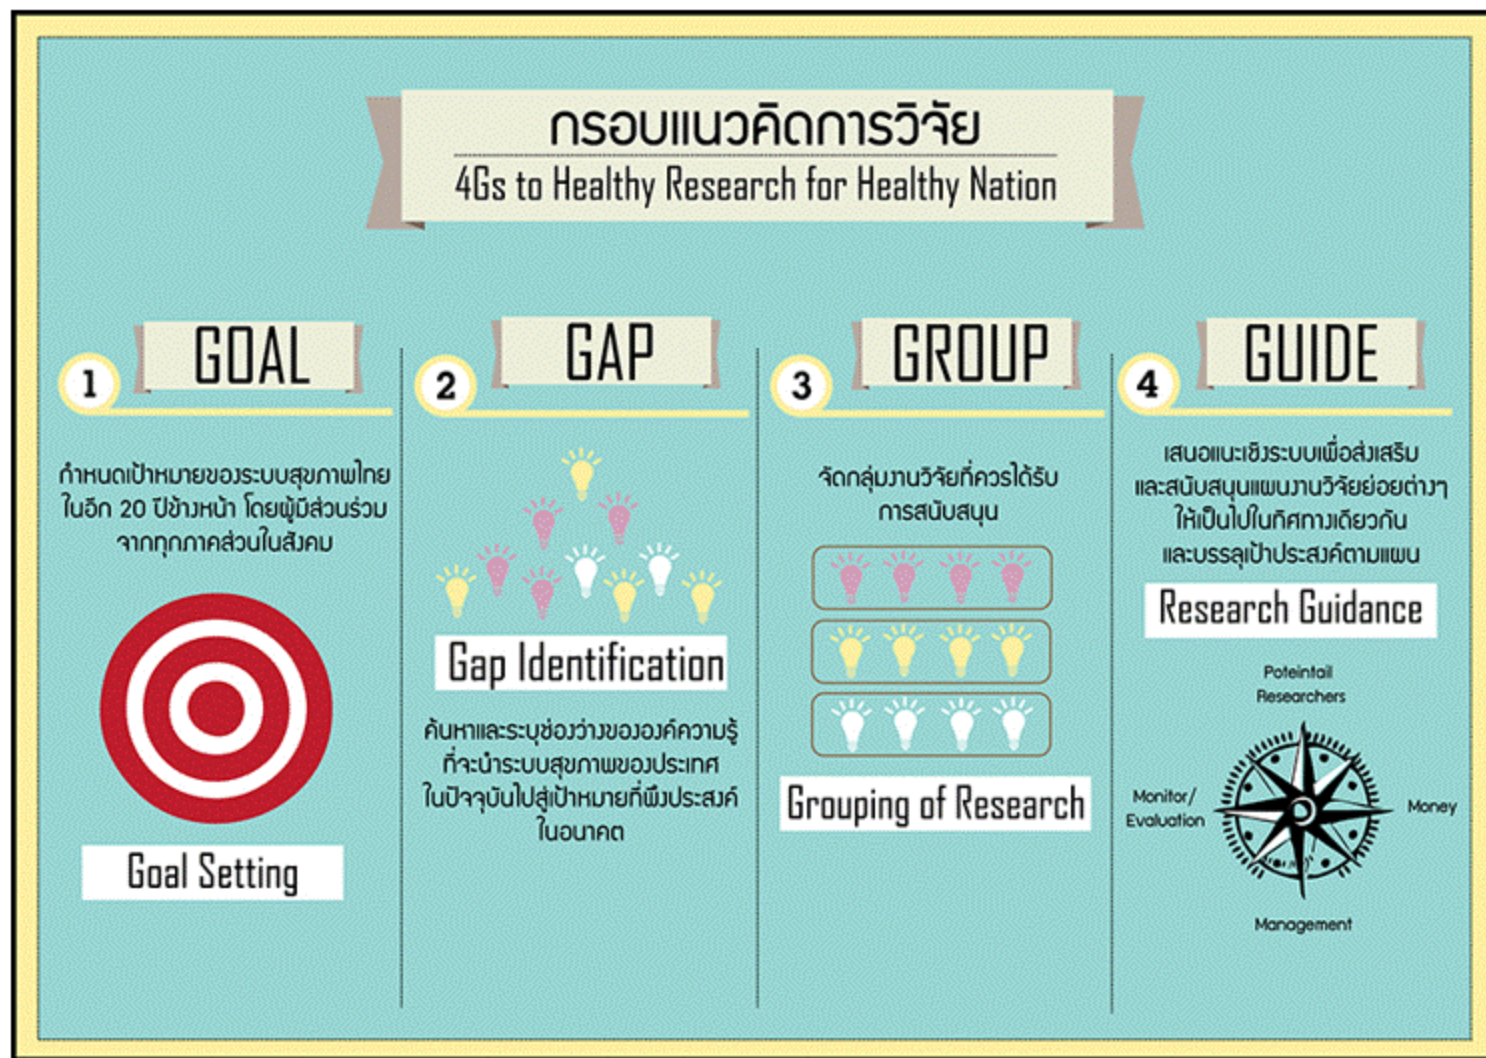 กรอบแนวคิดการวิจัย
4Gs to Healthy Research for Healthy Nation
1
GOAL
กำหนดเป้าหมายของระบบสุขภาพไทย
ในอีก 20 ปีข้างหน้า โดยผู้มีส่วนร่วม
จากทุกภาคส่วนในสังคม
Goal Setting
2
GAP
Gap Identification
ค้นหาและระบุช่องว่างขององค์ความรู้
ที่จะนำระบบสุขภาพของประเทศ
ในปัจจุบันไปสู่เป้าหมายที่พึงประสงค์
ในอนาคต
3
GROUP
จัดกลุ่มงานวิจัยที่ควรได้รับ
การสนับสนุน
Grouping of Research
4
GUIDE
เสนอแนะเชิงระบบเพื่อส่งเสริม
และสนับสนุนแผนงานวิจัยย่อยต่างๆ
ให้เป็นไปในทิศทางเดียวกัน
และบรรลุเป้าประสงค์ตามแผน
Research Guidance
Poteintail
Researchers
Monitor/
Evaluation
Money
Management